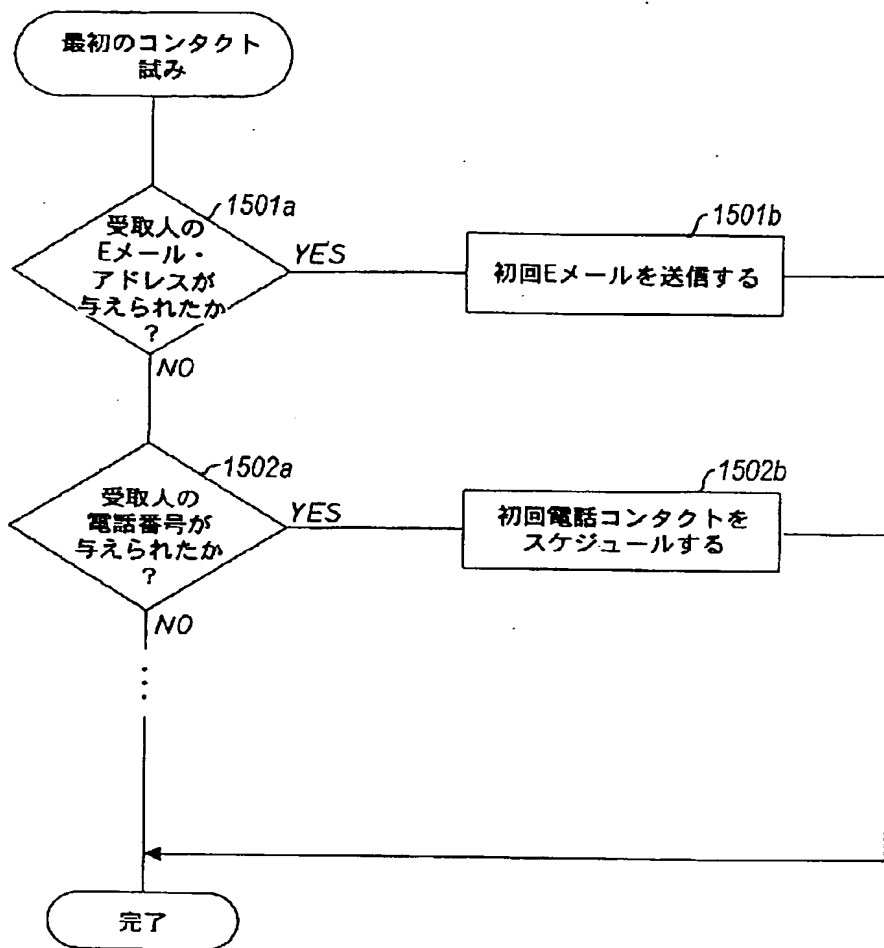 最初のコンタクト
試み
1501a
受取人の
Eメール・
アドレスが
与えられたか
?
YES
1501b
初回Eメールを送信する
NO
1502a
受取人の
電話番号が
与えられたか
?
YES
1502b
初回電話コンタクトを
スケジュールする
NO
完了